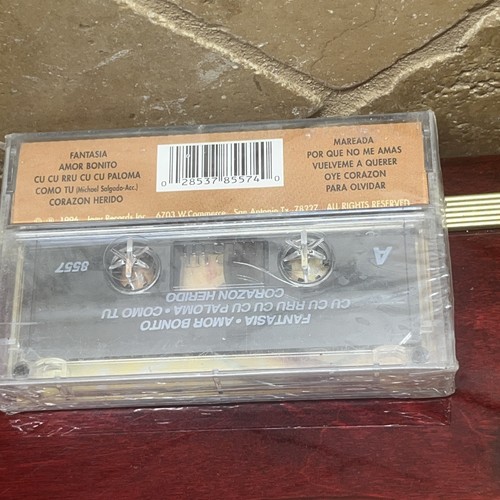 FANTASIA
AMOR BONITO
CU CU RRU CU CU PALOMA
COMO TU (Michael Salgado-Acc.)
CORAZON HERIDO
0 28537 85574 0
MAREADA
POR QUE NO ME AMAS
VUELVEME A QUERER
OYE CORAZON
PARA OLVIDAR
1996 Records Inc. 6703 W. Commerce San Antonio Tx. 78227 ALL RIGHTS RESERVED
A
8557
FANTASIA • AMOR BONITO
CU CU RRU CU CU PALOMA • COMO TU
CORAZON HERIDO